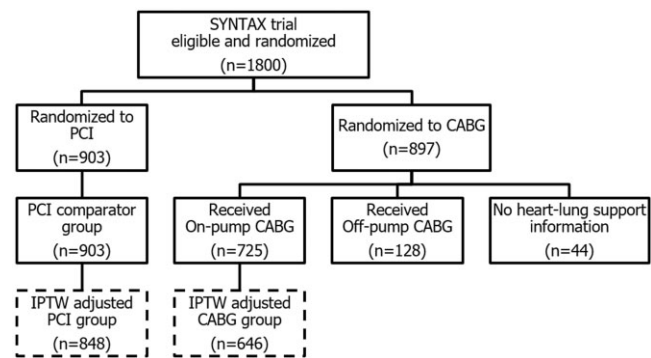 SYNTAX trial
eligible and randomized
(n=1800)
Randomized to
PCI
(n=903)
Randomized to CABG
(n=897)
PCI comparator
group
(n=903)
Received
On-pump CABG
(n=725)
Received
Off-pump CABG
(n=128)
No heart-lung support
information
(n=44)
IPTW adjusted
PCI group
(n=848)
IPTW adjusted
CABG group
(n=646)